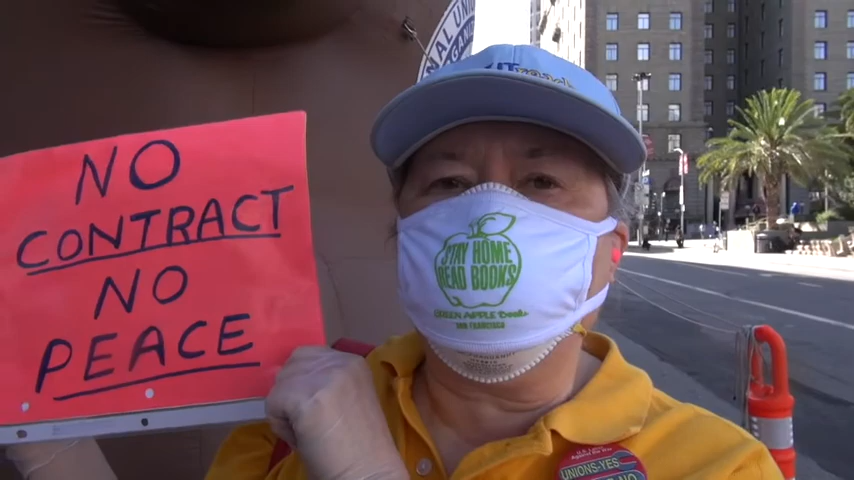 NO
CONTRACT
NO
PEACE
STAY HOME
READ BOOKS
GREEN APPLE Books
SAN FRANCISCO
UNIONS-YES